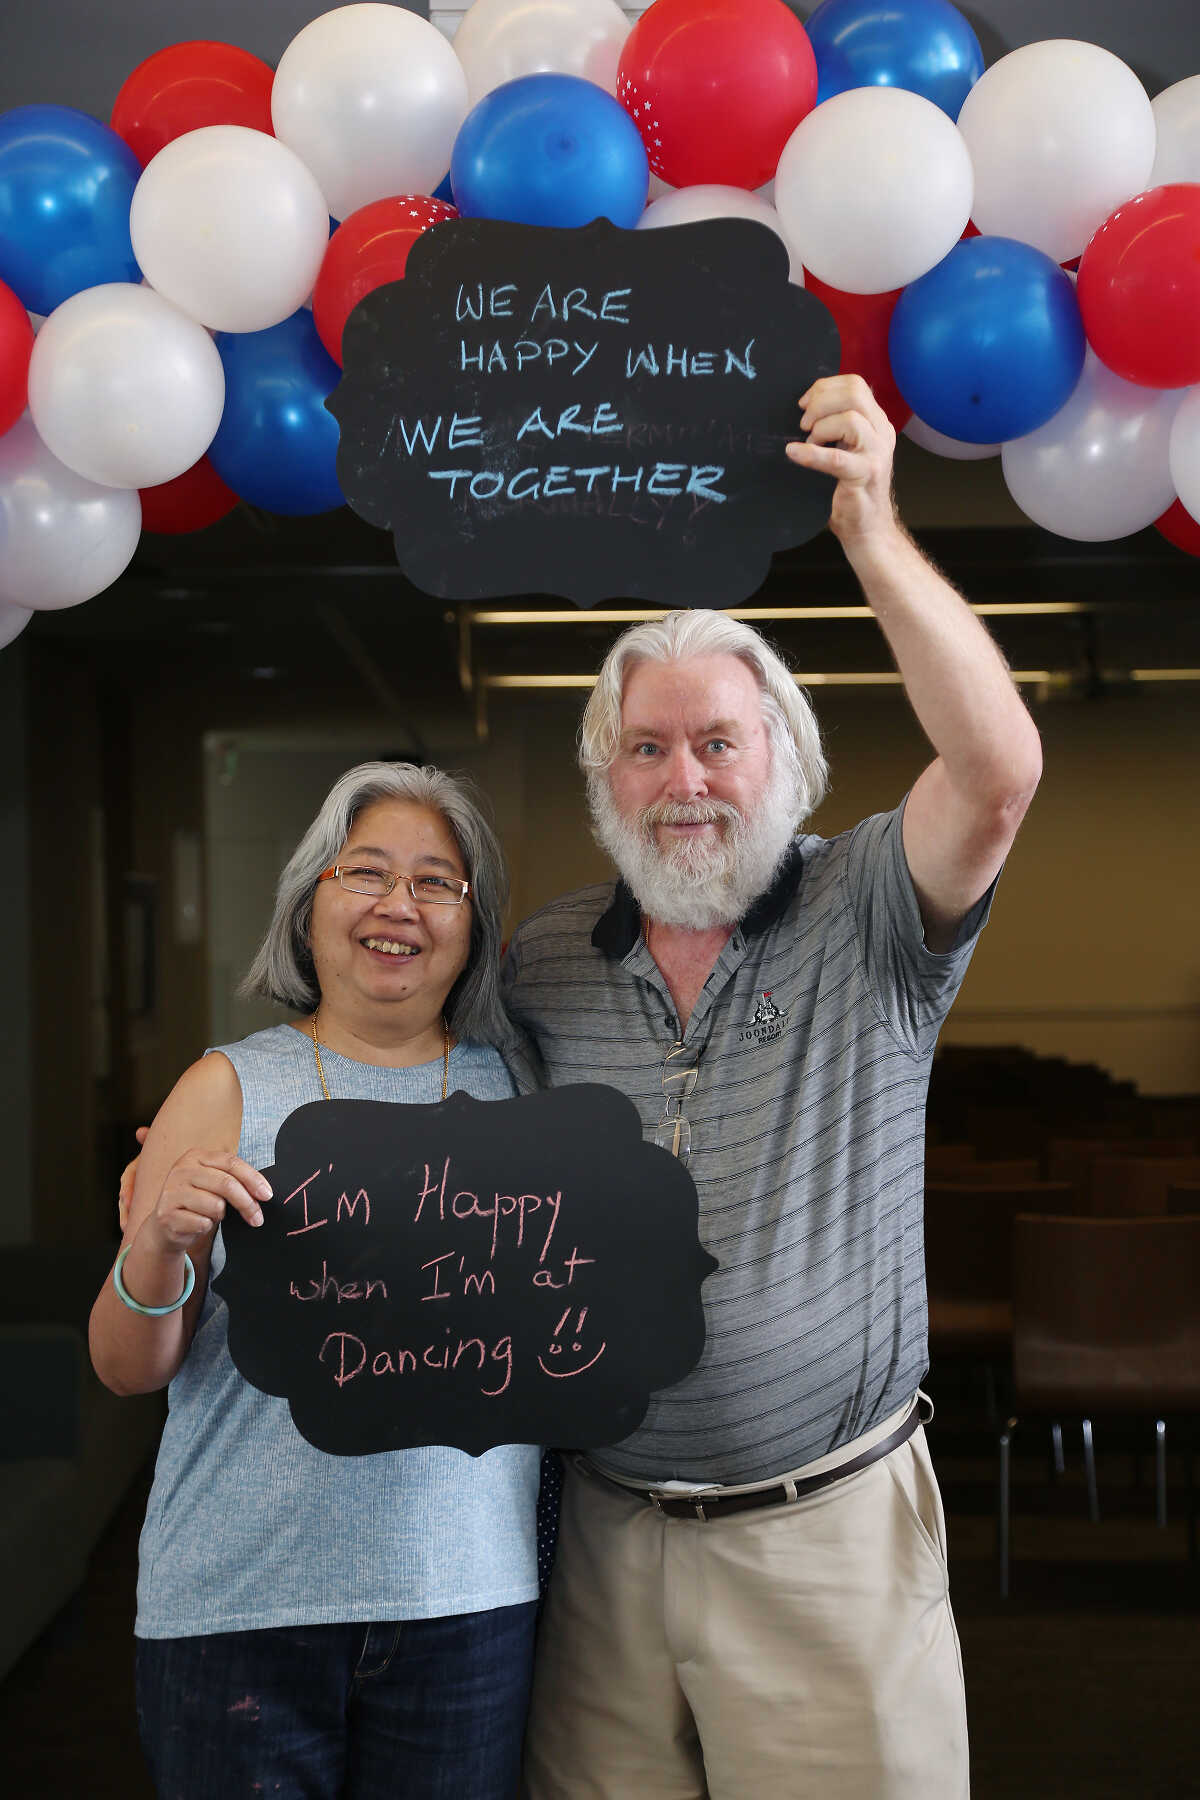 WE ARE
HAPPY WHEN
WE ARE
TOGETHER
JOONDALUP
RESORT
I'm Happy
when I'm at
Dancing !!